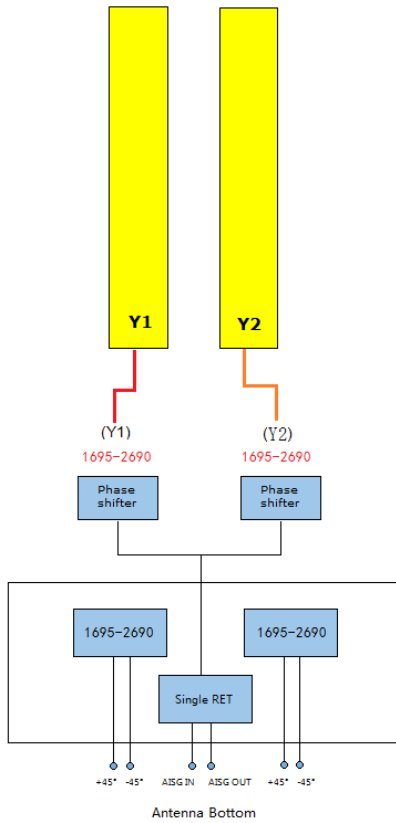 Y1
Y2
(Y1)
(Y2)
1695-2690
1695-2690
Phase
shifter
Phase
shifter
1695-2690
1695-2690
Single RET
+45°
-45°
AISG IN
AISG OUT
+45°
-45°
Antenna Bottom